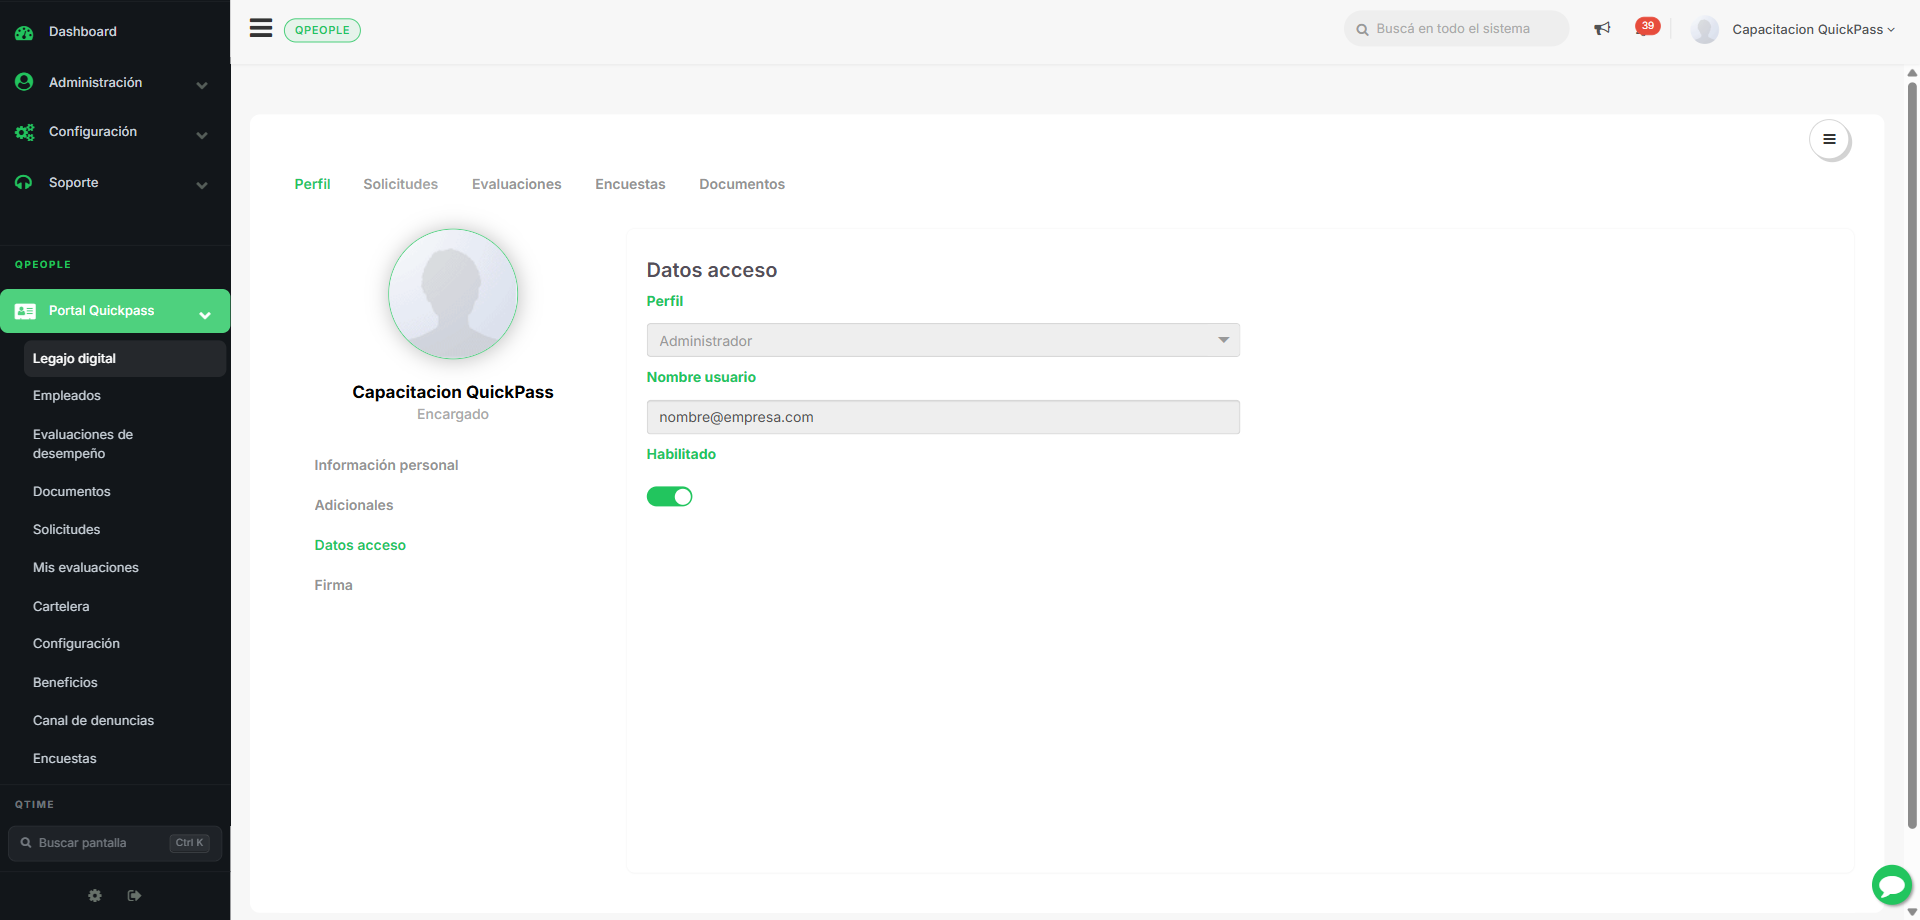 Dashboard
Administración
Configuración
Soporte
QPEOPLE
Portal Quickpass
Legajo digital
Empleados
Evaluaciones de
desempeño
Documentos
Solicitudes
Mis evaluaciones
Cartelera
Configuración
Beneficios
Canal de denuncias
Encuestas
QTIME
Buscar pantalla Ctrl K
QPEOPLE
Buscá en todo el sistema
39
Capacitacion QuickPass
Perfil Solicitudes Evaluaciones Encuestas Documentos
Capacitacion QuickPass
Encargado
Información personal
Adicionales
Datos acceso
Firma
Datos acceso
Perfil
Administrador
Nombre usuario
nombre@empresa.com
Habilitado